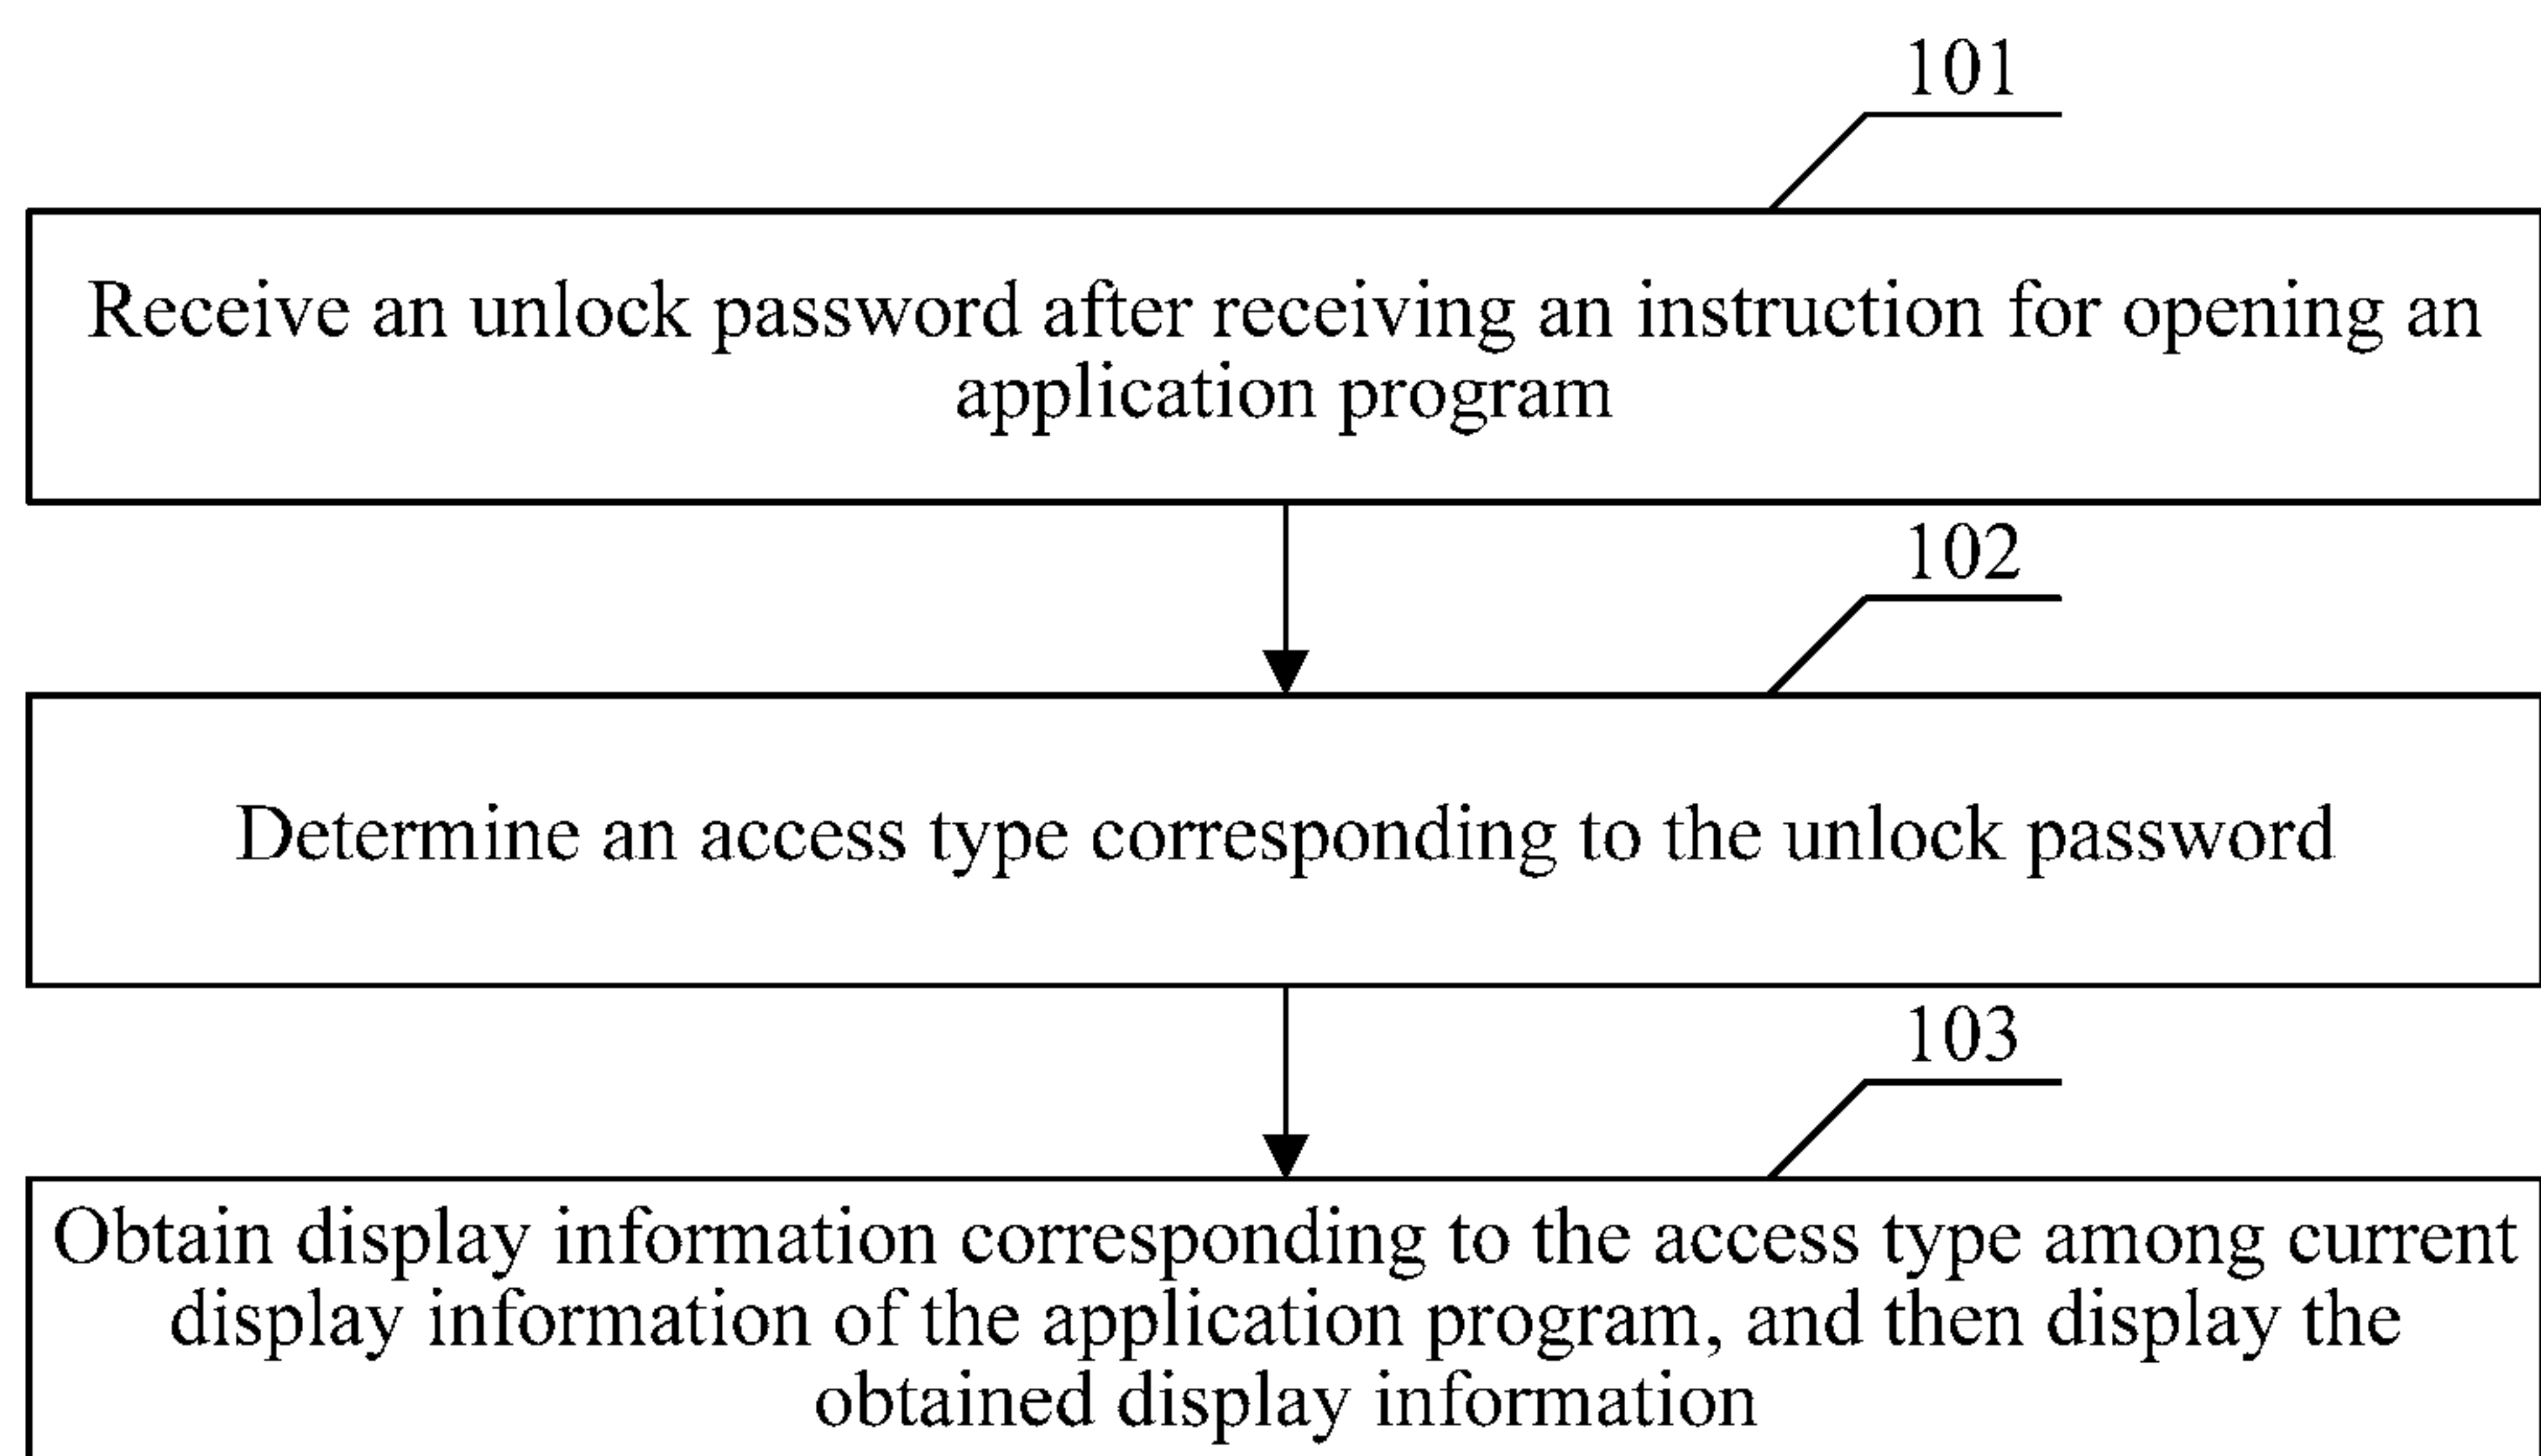 101
Receive an unlock password after receiving an instruction for opening an
application program
102
Determine an access type corresponding to the unlock password
103
Obtain display information corresponding to the access type among current
display information of the application program, and then display the
obtained display information